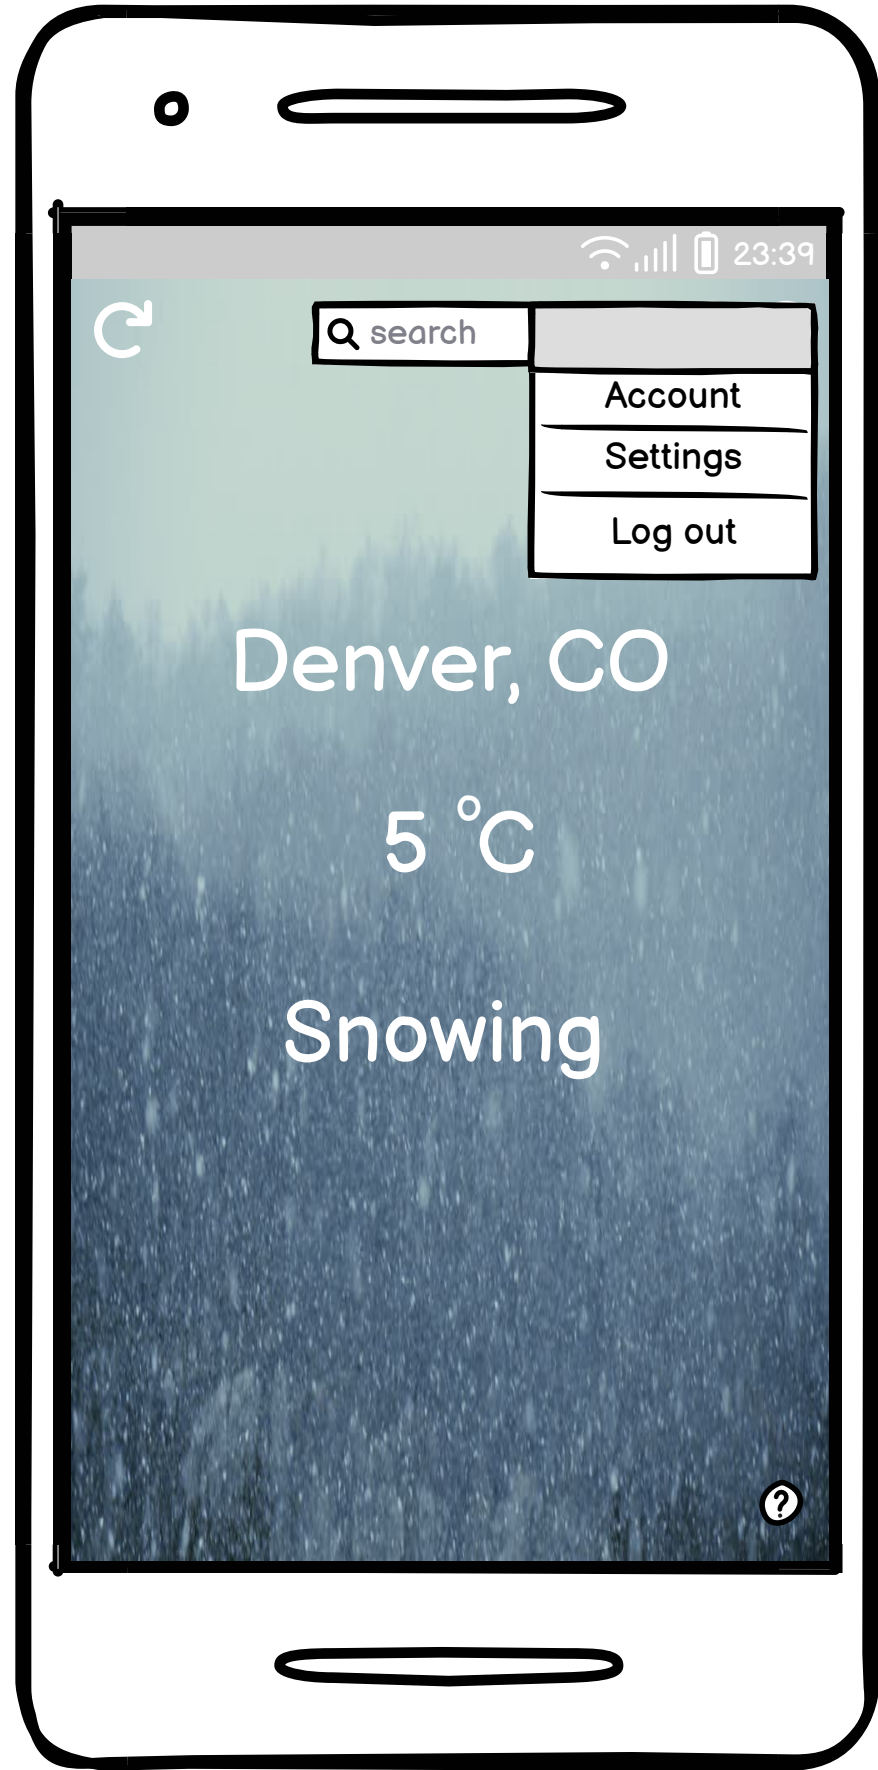 23:39
search
Account
Settings
Log out
Denver, CO
5 °C
Snowing
?